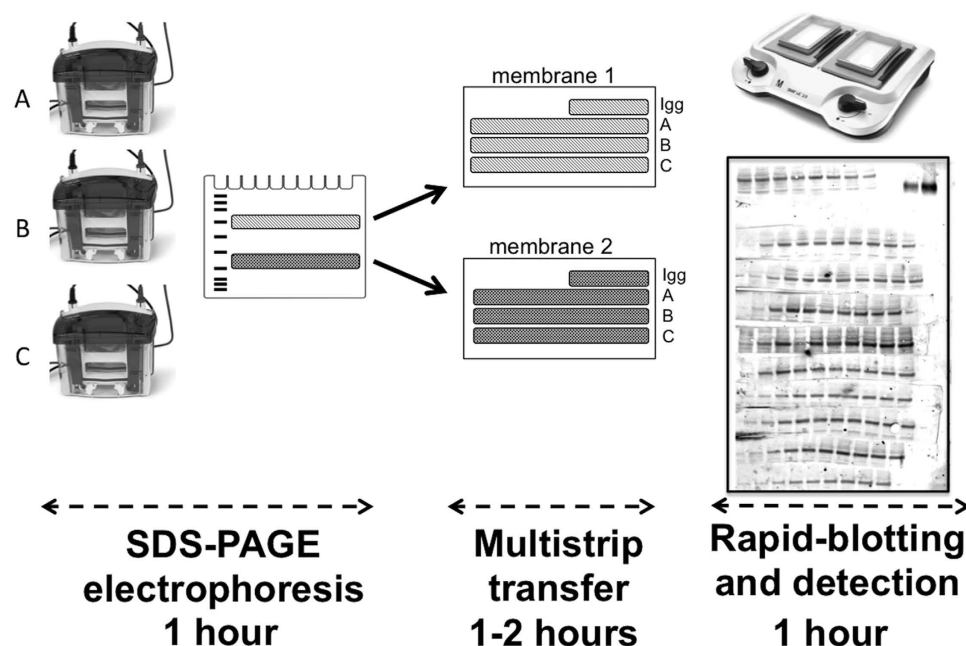 A
B
C
membrane 1
Igg
A
B
C
membrane 2
Igg
A
B
C
SDS-PAGE
electrophoresis
1 hour
Multistrip
transfer
1-2 hours
Rapid-blotting
and detection
1 hour